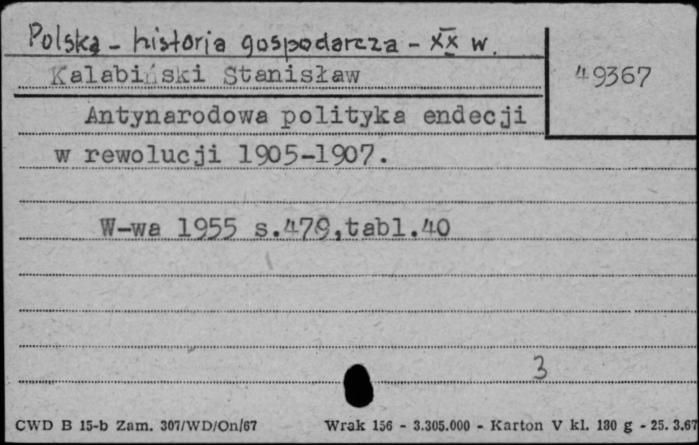 Polska - historia gospodarcza - XX w.
Kalabiński Stanisław
49367
Antynarodowa polityka endecji
w rewolucji 1905-1907.
W-wa 1955 s.479,tabl.40
3
CWD B 15-b Zam. 307/WD/On/67 Wrak 156 - 3.305.000 - Karton V kl. 180 g - 25. 3.67